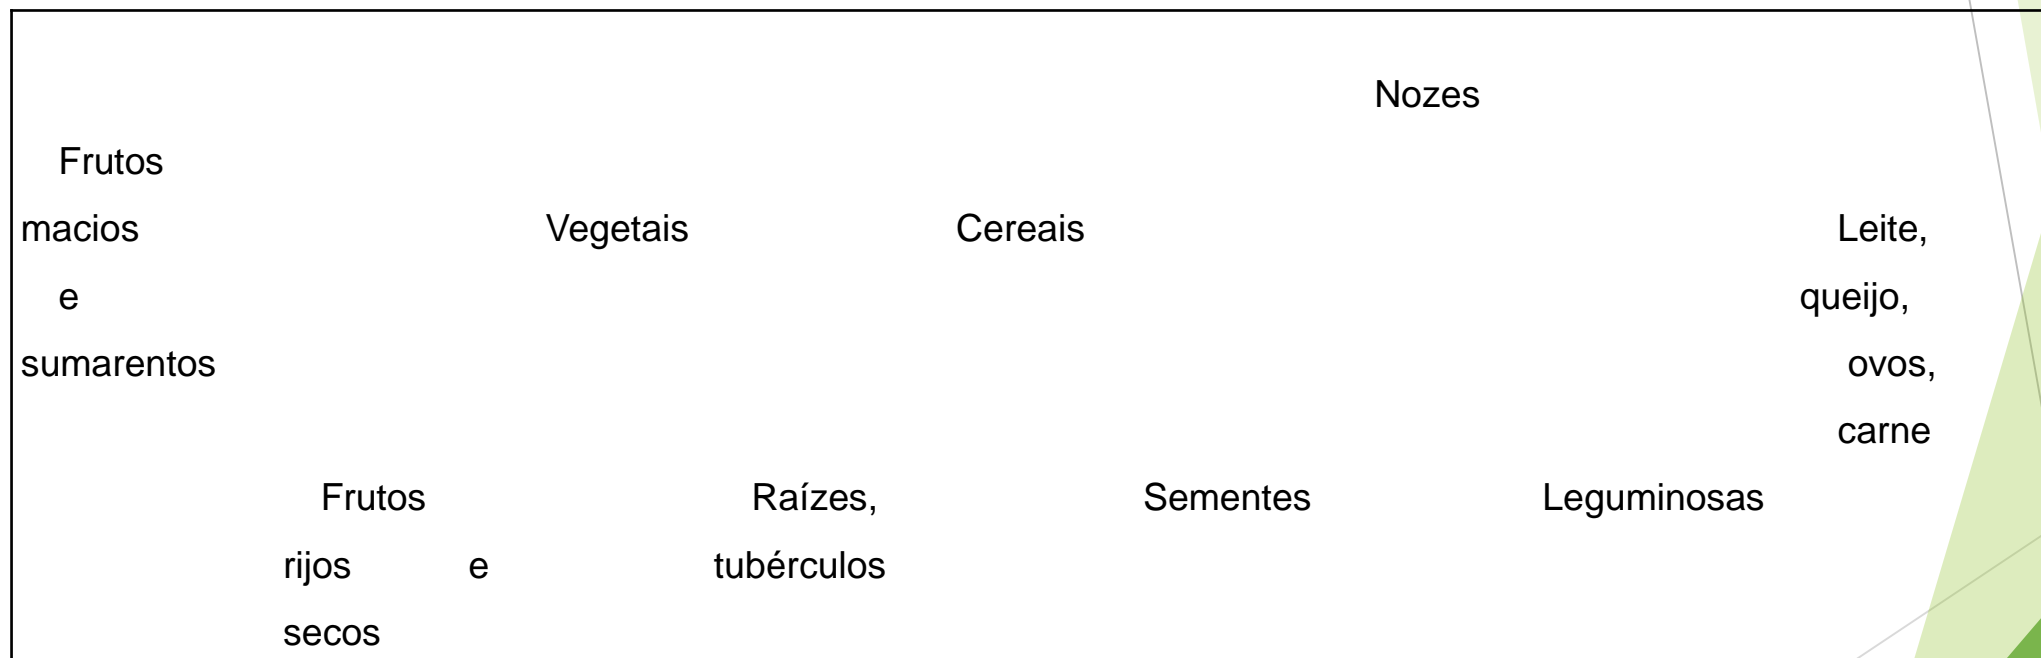 Nozes
Frutos
macios Vegetais Cereais Leite,
e queijo,
sumarentos ovos,
carne
Frutos Raízes, Sementes Leguminosas
rijos e tubérculos
secos